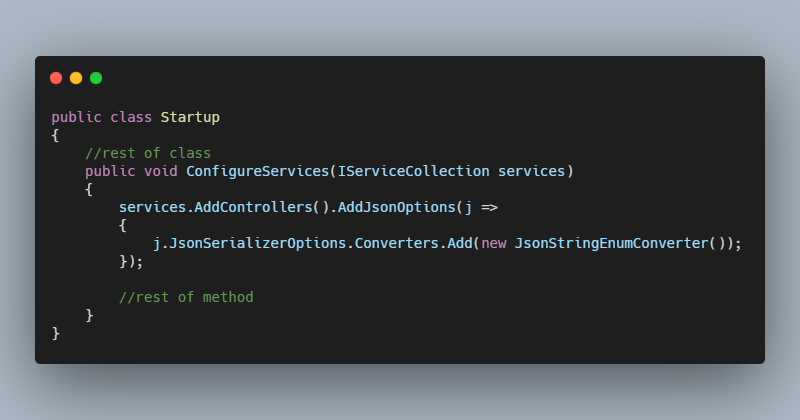 public class Startup
{
    //rest of class
    public void ConfigureServices(IServiceCollection services)
    {
        services.AddControllers().AddJsonOptions(j =>
        {
            j.JsonSerializerOptions.Converters.Add(new JsonStringEnumConverter());
        });

        //rest of method
    }
}